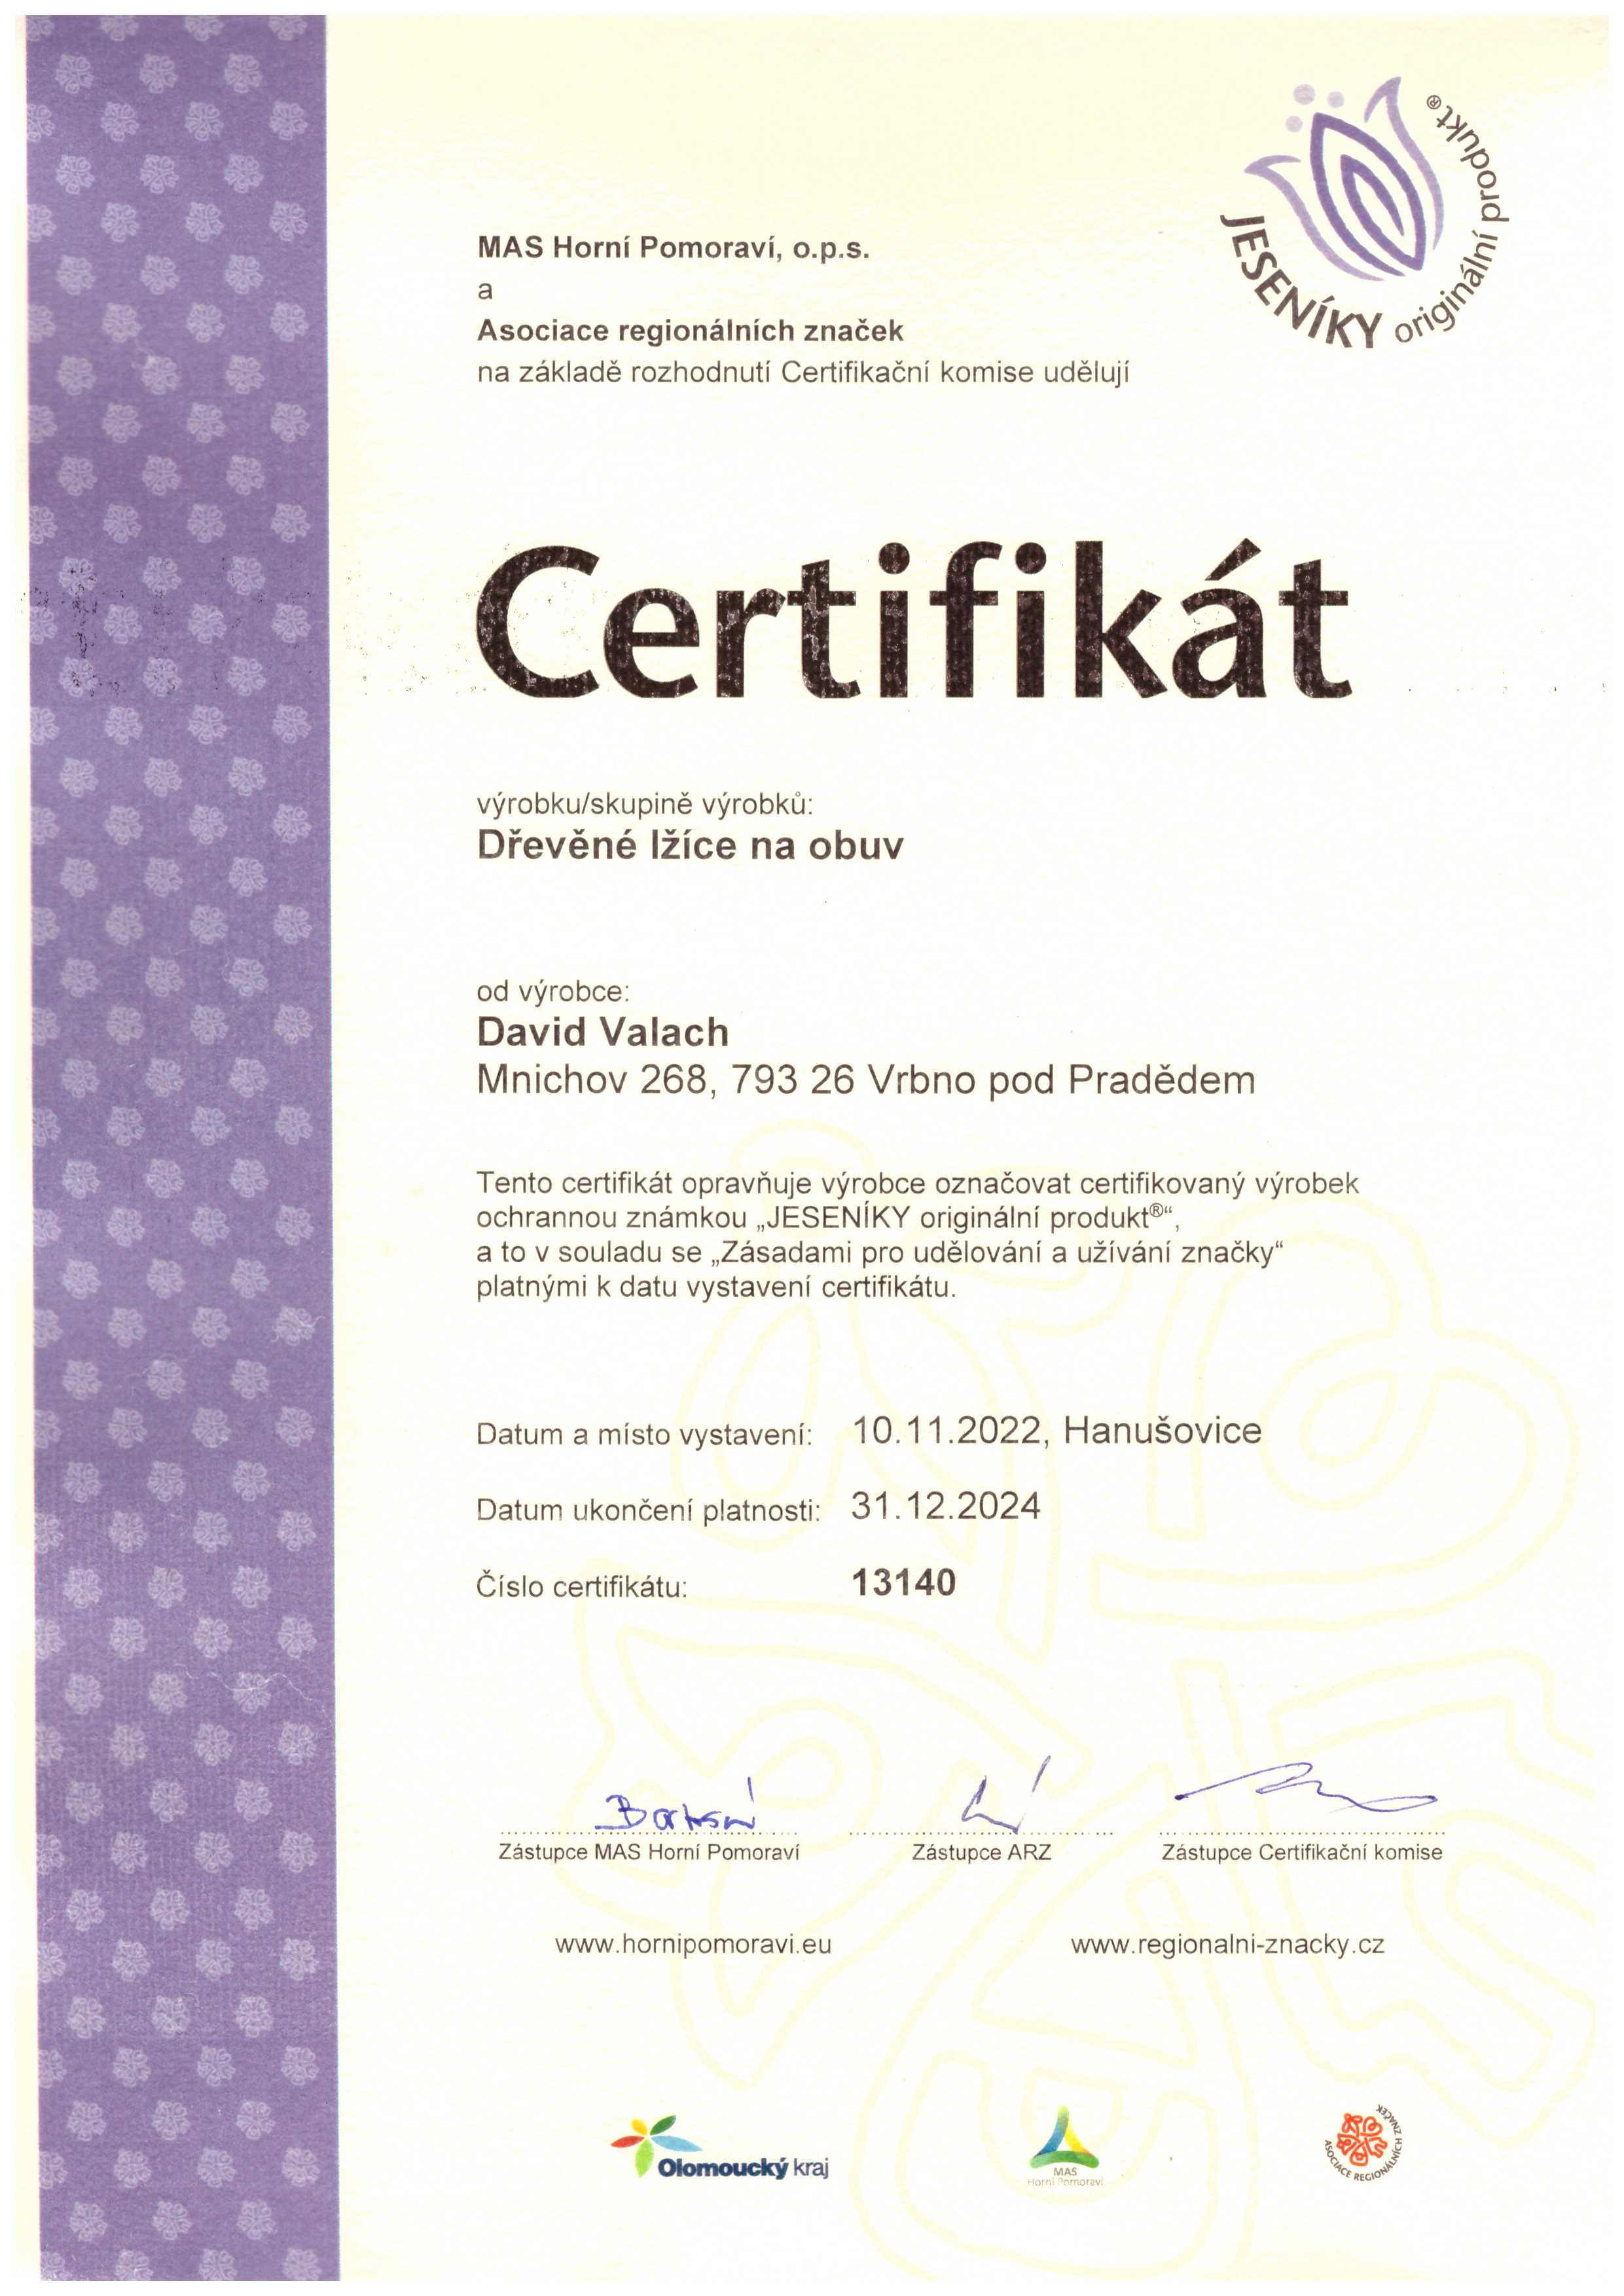 JESENÍKY originální produkt®
MAS Horní Pomoraví, o.p.s.
a
Asociace regionálních značek
na základě rozhodnutí Certifikační komise udělují
Certifikát
výrobku/skupině výrobků:
Dřevěné lžíce na obuv
od výrobce:
David Valach
Mnichov 268, 793 26 Vrbno pod Pradědem
Tento certifikát opravňuje výrobce označovat certifikovaný výrobek
ochrannou známkou „JESENÍKY originální produkt®“,
a to v souladu se „Zásadami pro udělování a užívání značky“
platnými k datu vystavení certifikátu.
Datum a místo vystavení: 10.11.2022, Hanušovice
Datum ukončení platnosti: 31.12.2024
Číslo certifikátu: 13140
Zástupce MAS Horní Pomoraví Zástupce ARZ Zástupce Certifikační komise
www.hornipomoravi.eu www.regionalni-znacky.cz
Olomoucký kraj
MAS
Horní Pomoraví
ASOCIACE REGIONÁLNÍCH ZNAČEK